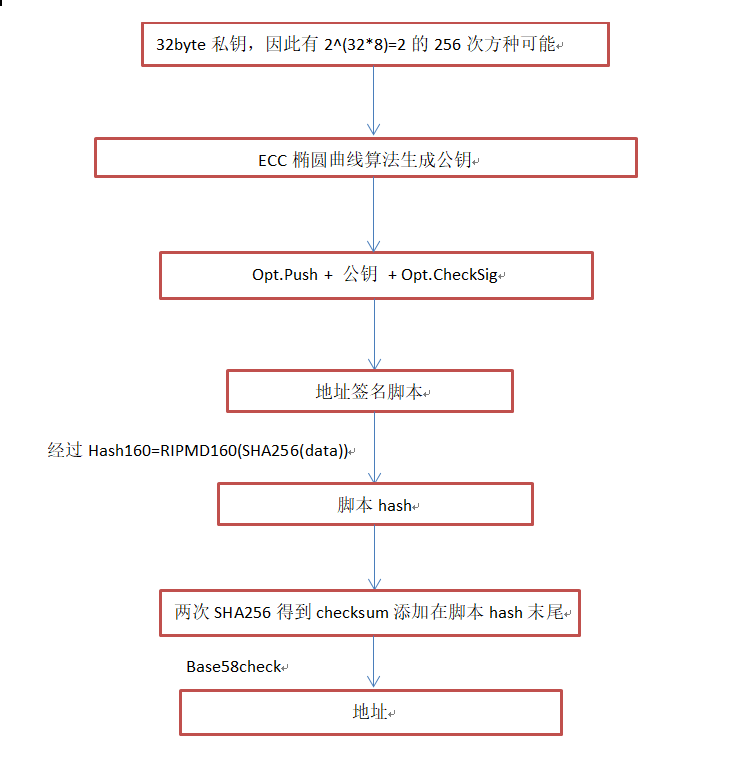 32byte 私钥，因此有 2^(32*8)=2 的 256 次方种可能
ECC 椭圆曲线算法生成公钥
Opt.Push + 公钥 + Opt.CheckSig
地址签名脚本
经过 Hash160=RIPMD160(SHA256(data))
脚本 hash
两次 SHA256 得到 checksum 添加在脚本 hash 末尾
Base58check
地址